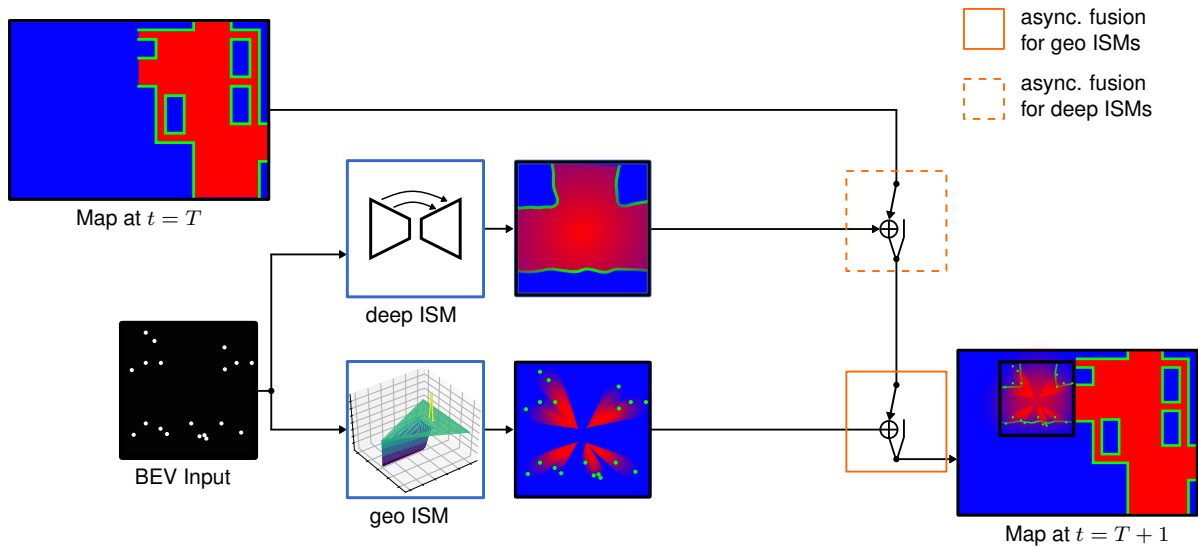 async. fusion
for geo ISMs
async. fusion
for deep ISMs
Map at t = T
deep ISM
BEV Input
geo ISM
Map at t = T + 1